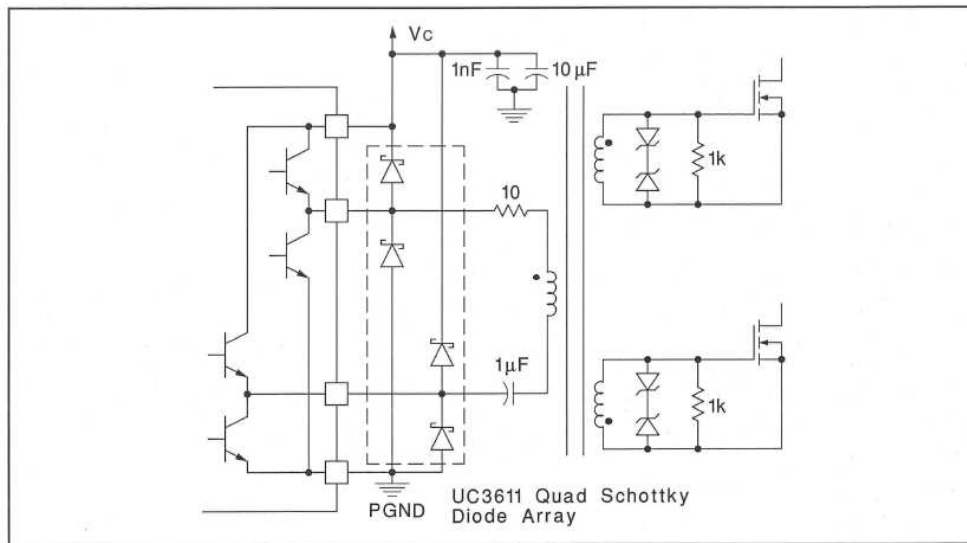 Vc
1nF
10 µF
1k
10
1µF
1k
PGND
UC3611 Quad Schottky
Diode Array